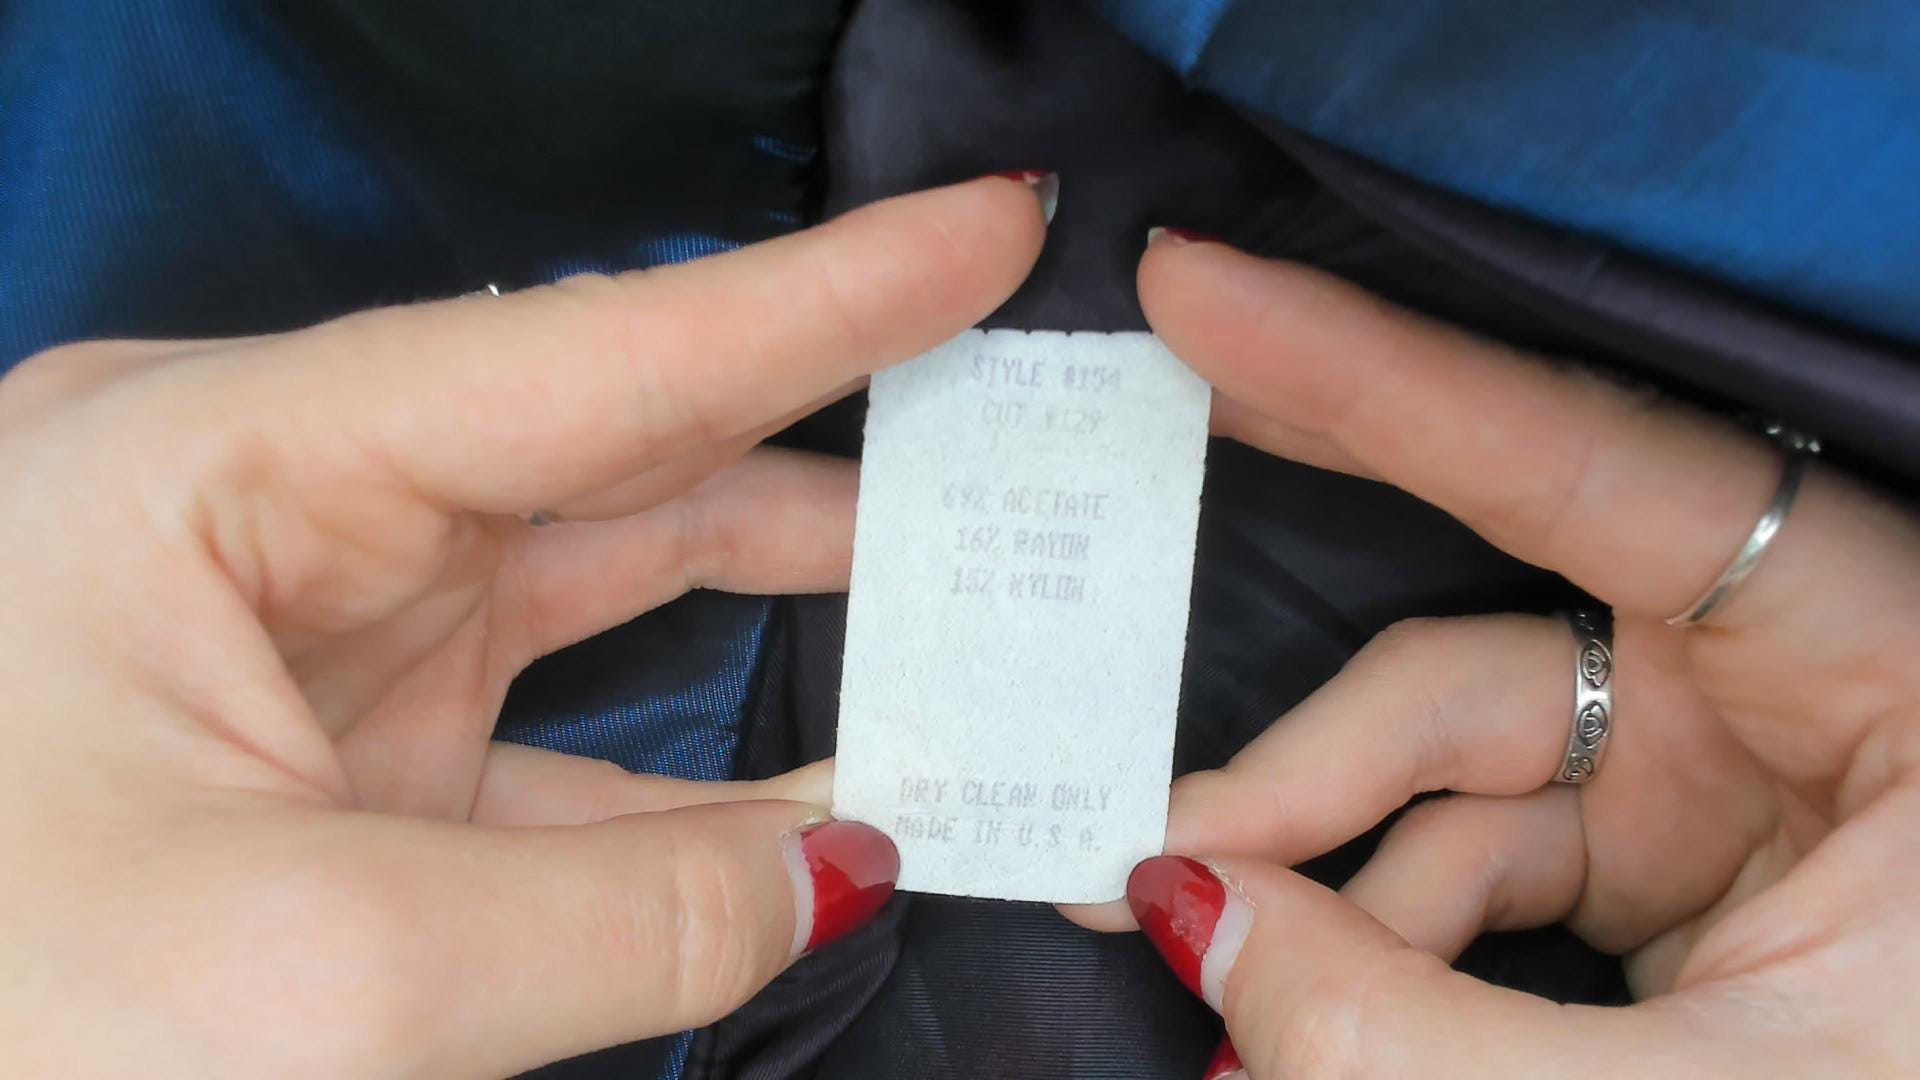 STYLE #154
CUT #129
69% ACETATE
16% RAYON
15% NYLON
DRY CLEAN ONLY
MADE IN U.S.A.